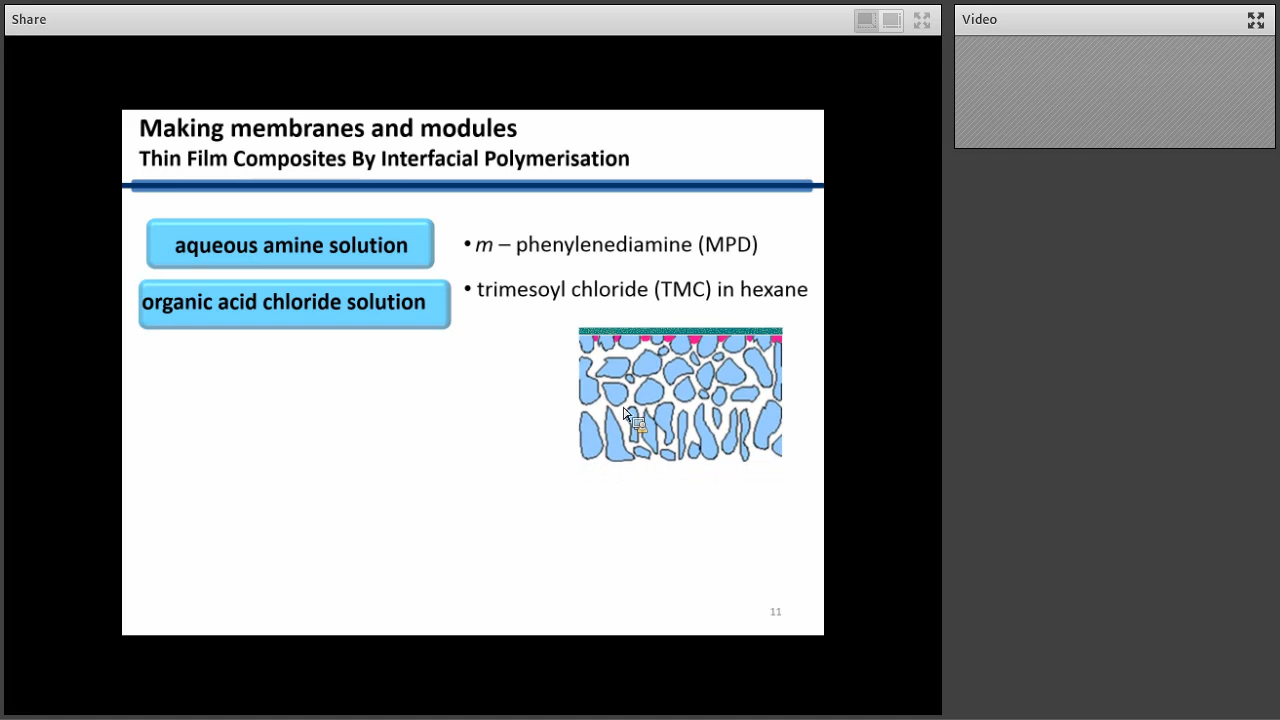 Share
Video
Making membranes and modules
Thin Film Composites By Interfacial Polymerisation
aqueous amine solution
• m – phenylenediamine (MPD)
organic acid chloride solution
• trimesoyl chloride (TMC) in hexane
11